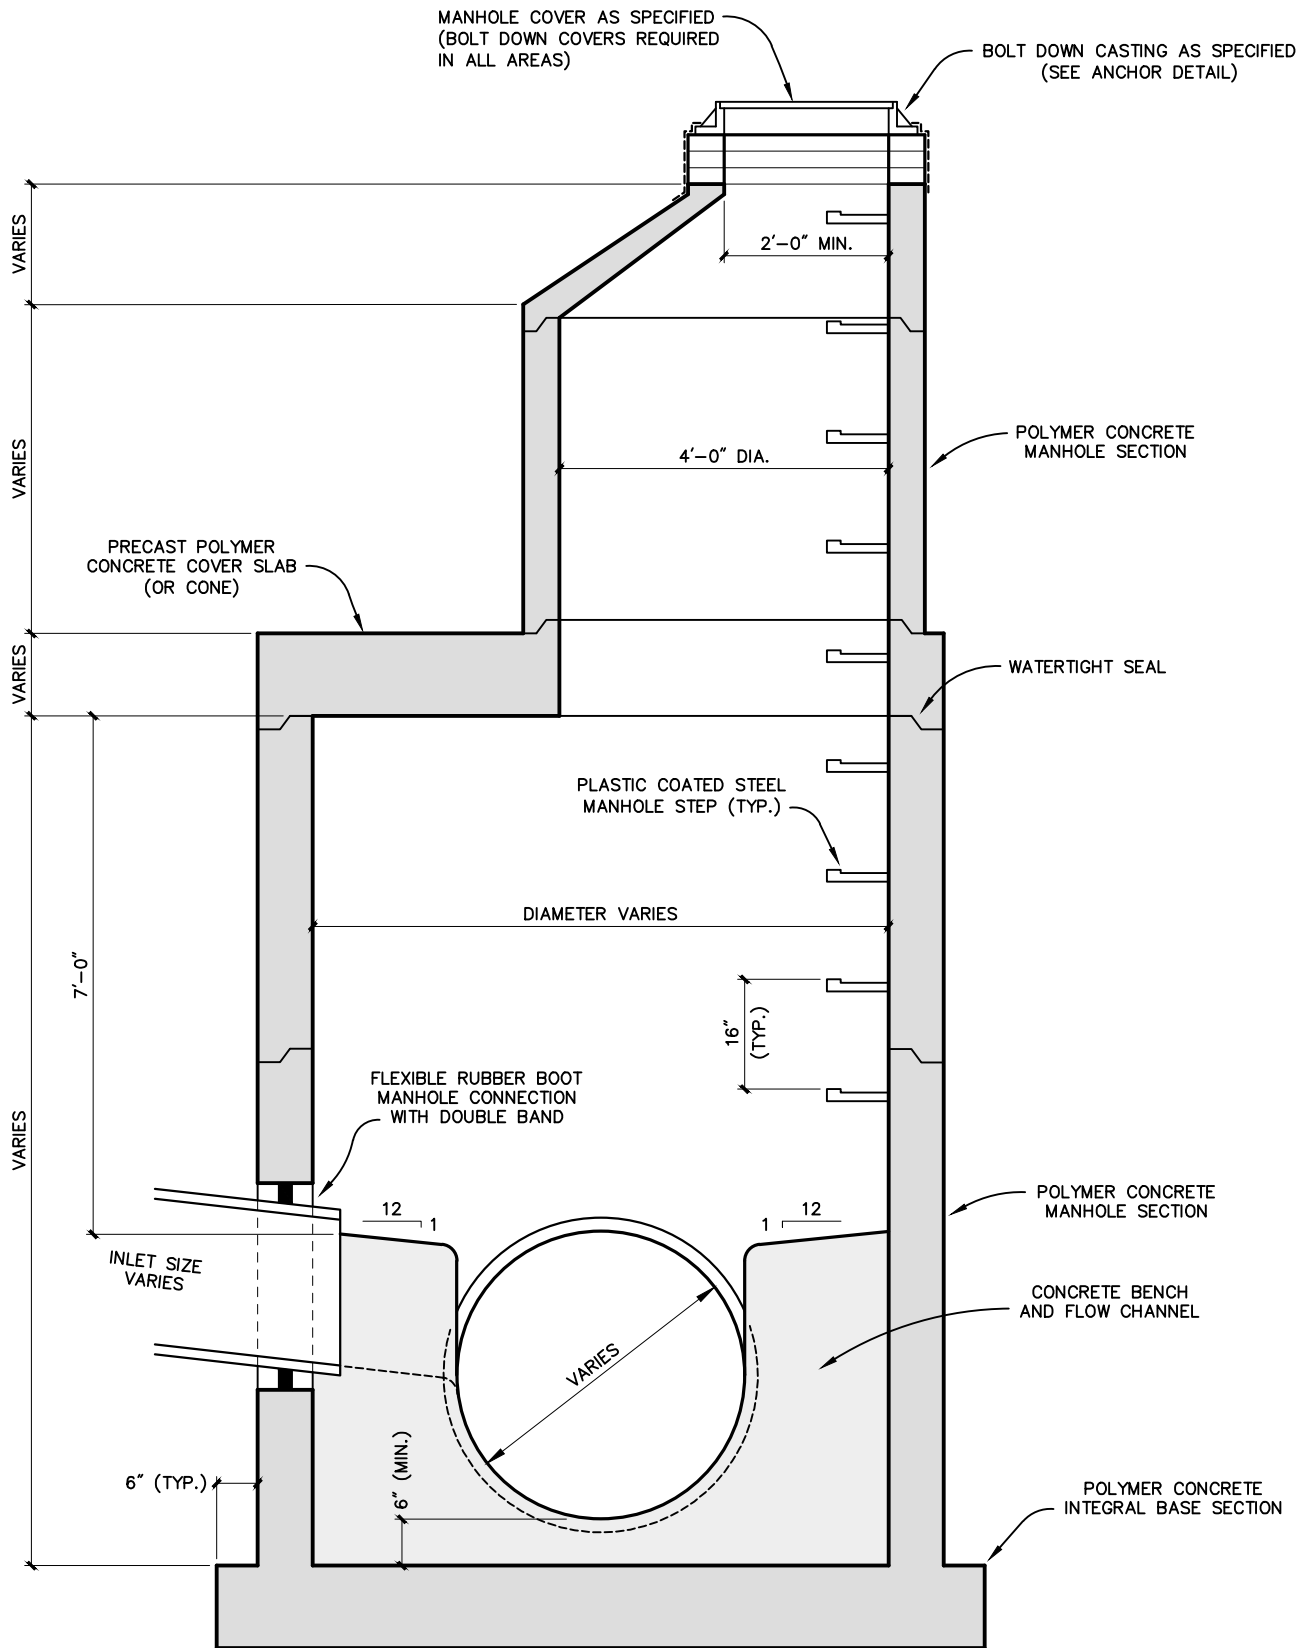 MANHOLE COVER AS SPECIFIED
(BOLT DOWN COVERS REQUIRED
IN ALL AREAS)
BOLT DOWN CASTING AS SPECIFIED
(SEE ANCHOR DETAIL)
VARIES
2'-0" MIN.
VARIES
4'-0" DIA.
POLYMER CONCRETE
MANHOLE SECTION
PRECAST POLYMER
CONCRETE COVER SLAB
(OR CONE)
VARIES
WATERTIGHT SEAL
PLASTIC COATED STEEL
MANHOLE STEP (TYP.)
DIAMETER VARIES
7'-0"
16"
(TYP.)
FLEXIBLE RUBBER BOOT
MANHOLE CONNECTION
WITH DOUBLE BAND
VARIES
12
1
1
12
POLYMER CONCRETE
MANHOLE SECTION
INLET SIZE
VARIES
CONCRETE BENCH
AND FLOW CHANNEL
VARIES
6" (TYP.)
6" (MIN.)
POLYMER CONCRETE
INTEGRAL BASE SECTION